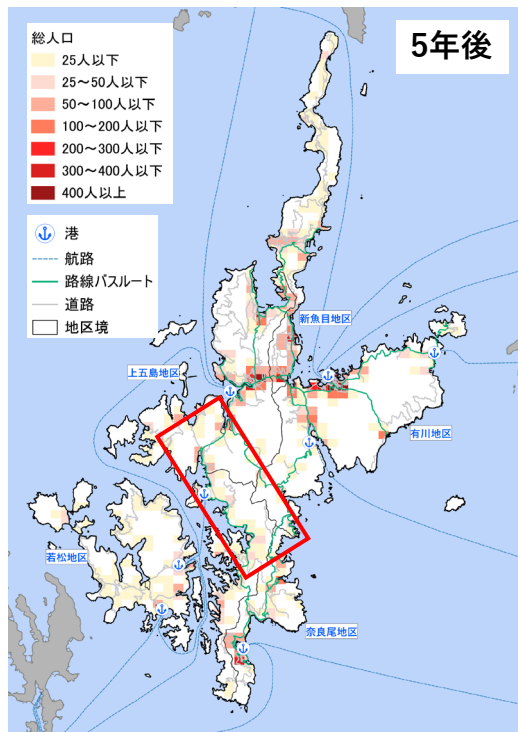 5年後
総人口
25人以下
25～50人以下
50～100人以下
100～200人以下
200～300人以下
300～400人以下
400人以上
港
航路
路線バスルート
道路
地区境
新魚目地区
上五島地区
有川地区
若松地区
奈良尾地区